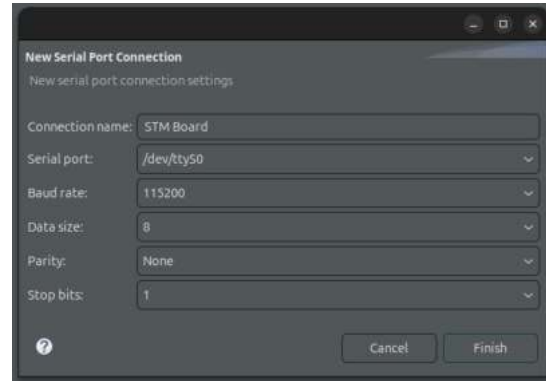 New Serial Port Connection
New serial port connection settings
Connection name: STM Board
Serial port: /dev/ttyS0
Baud rate: 115200
Data size: 8
Parity: None
Stop bits: 1
? Cancel Finish